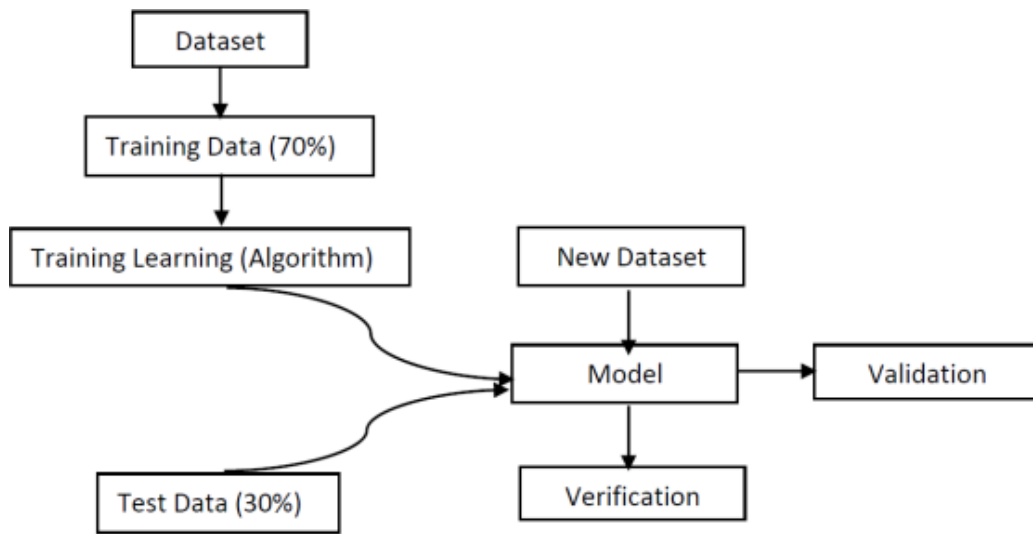 Dataset
Training Data (70%)
Training Learning (Algorithm)
New Dataset
Model
Validation
Test Data (30%)
Verification